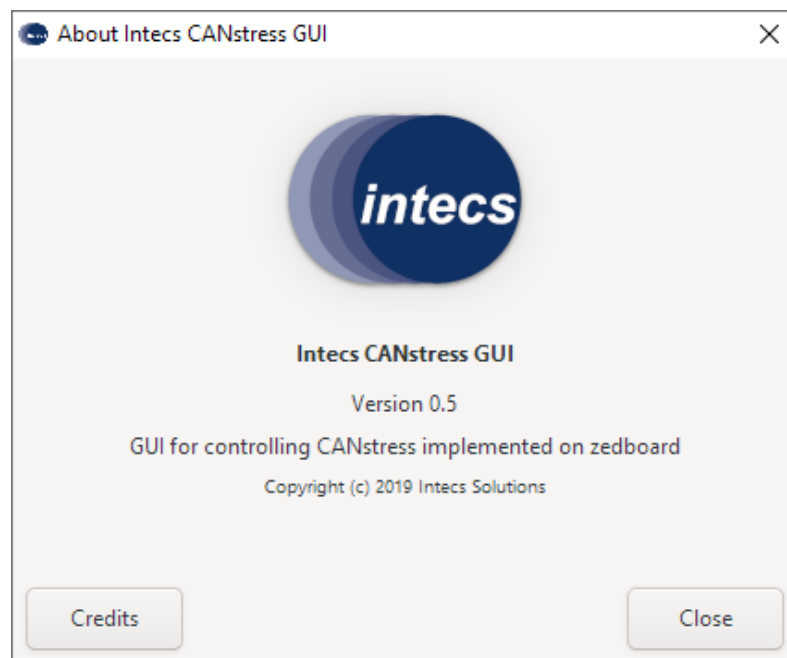 About Intecs CANstress GUI
intecs
Intecs CANstress GUI
Version 0.5
GUI for controlling CANstress implemented on zedboard
Copyright (c) 2019 Intecs Solutions
Credits
Close